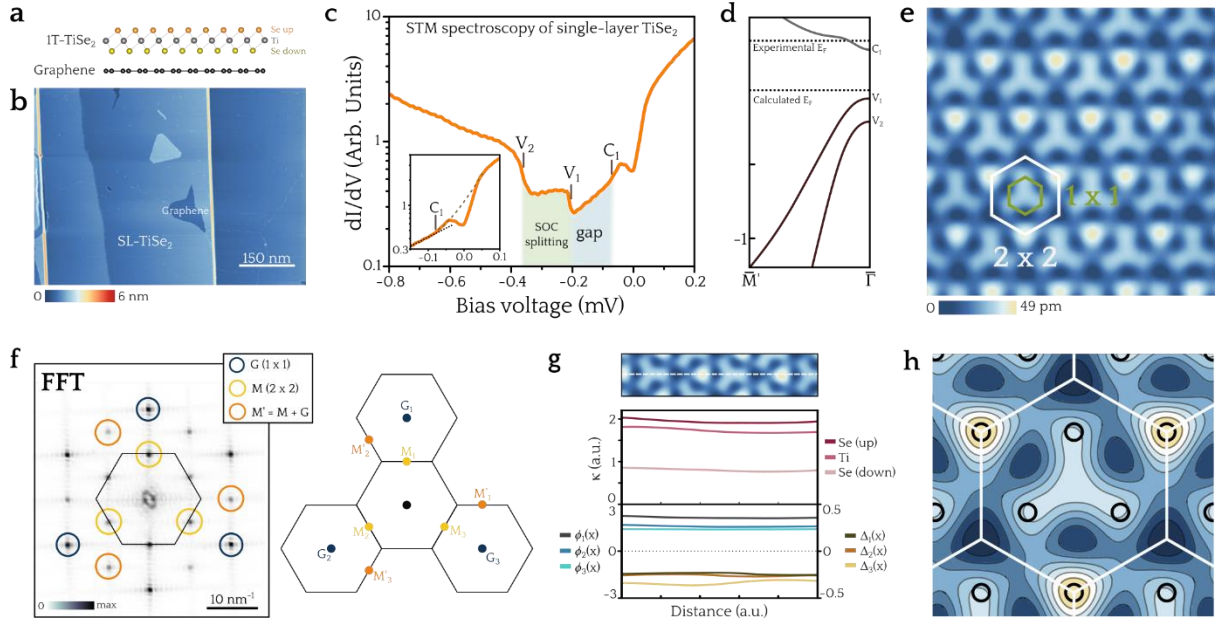 a
1T-TiSe₂
Se up
Ti
Se down
Graphene
b
Graphene
SL-TiSe₂
150 nm
0
6 nm
c
STM spectroscopy of single-layer TiSe₂
dI/dV (Arb. Units)
10
1
0.1
V₂
V₁
C₁
SOC
splitting
gap
C₁
1
0.3
-0.1 0.0 0.1
-0.8 -0.6 -0.4 -0.2 0.0 0.2
Bias voltage (mV)
d
Experimental E_F
C₁
Calculated E_F
V₁
V₂
-1
M̄'
Γ̄
e
1 x 1
2 x 2
0
49 pm
f
FFT
G (1 x 1)
M (2 x 2)
M' = M + G
0
max
10 nm⁻¹
G₁
M'₂
M₁
M'₁
M₂
M₃
G₂
G₃
M'₃
g
κ (a.u.)
2
1
0
Se (up)
Ti
Se (down)
3
0
-3
0.5
0
-0.5
ϕ₁(x)
ϕ₂(x)
ϕ₃(x)
Δ₁(x)
Δ₂(x)
Δ₃(x)
Distance (a.u.)
h